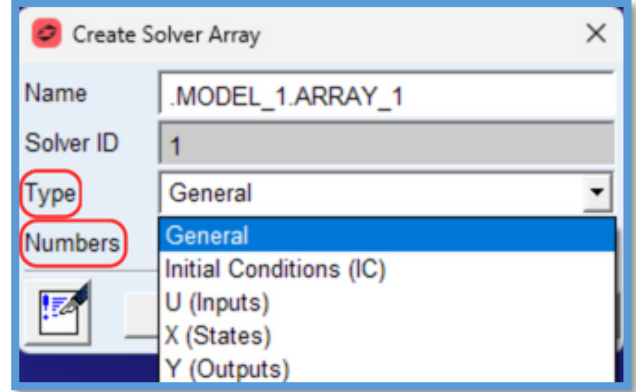 Create Solver Array
Name .MODEL_1.ARRAY_1
Solver ID 1
Type General
Numbers General
Initial Conditions (IC)
U (Inputs)
X (States)
Y (Outputs)